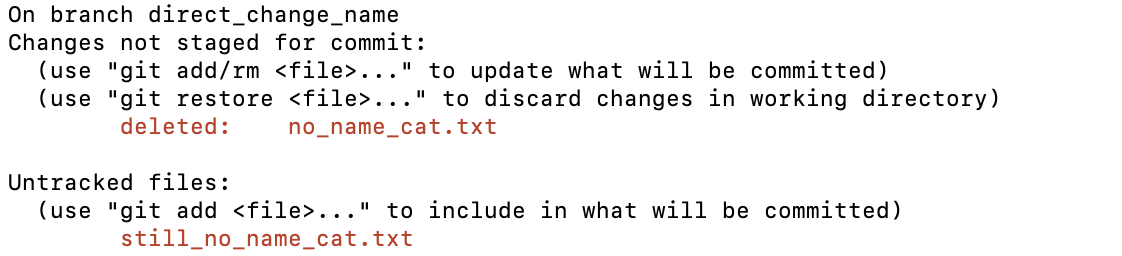 On branch direct_change_name
Changes not staged for commit:
  (use "git add/rm <file>..." to update what will be committed)
  (use "git restore <file>..." to discard changes in working directory)
        deleted:    no_name_cat.txt

Untracked files:
  (use "git add <file>..." to include in what will be committed)
        still_no_name_cat.txt